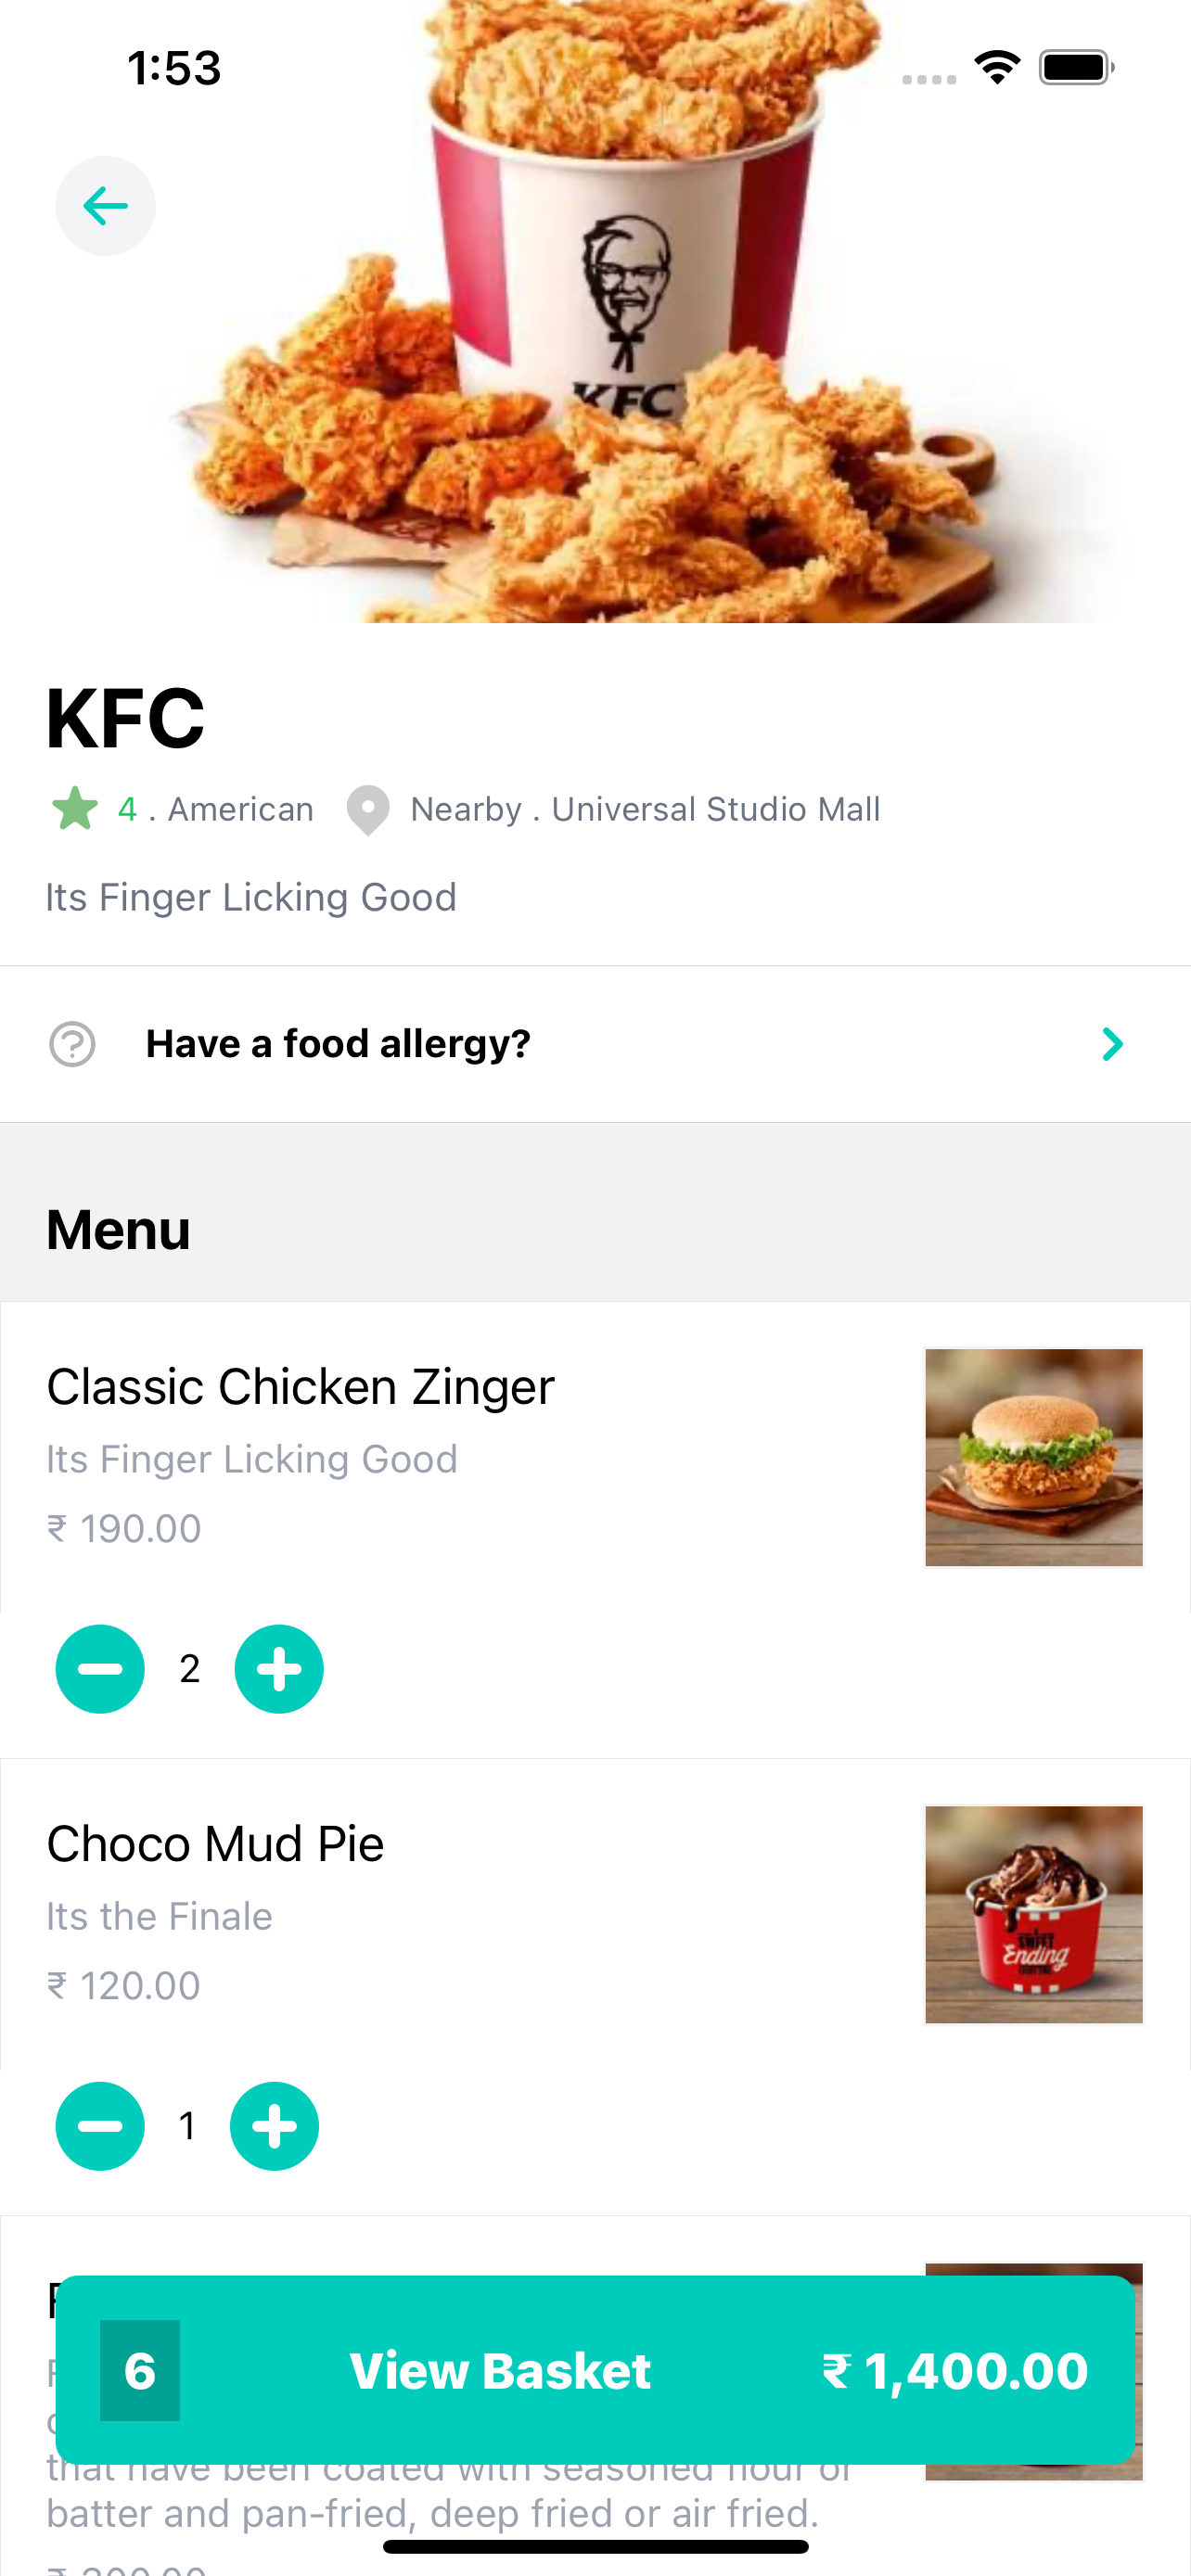 1:53
KFC
KFC
4 . American Nearby . Universal Studio Mall
Its Finger Licking Good
Have a food allergy?
Menu
Classic Chicken Zinger
Its Finger Licking Good
₹ 190.00
2
Choco Mud Pie
Its the Finale
₹ 120.00
Ending
1
6 View Basket ₹ 1,400.00
that have been coated with seasoned flour or
batter and pan-fried, deep fried or air fried.